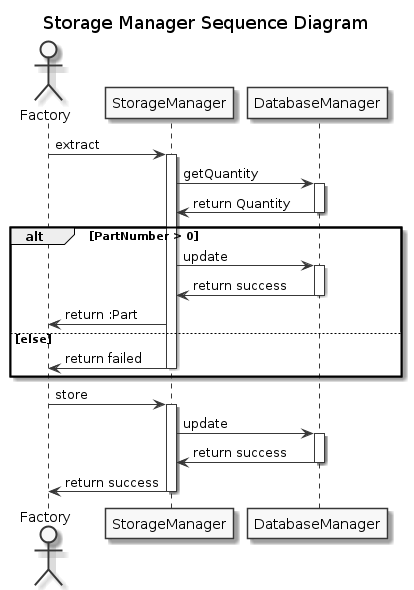 Storage Manager Sequence Diagram
Factory
StorageManager
DatabaseManager
extract
getQuantity
return Quantity
alt
[PartNumber > 0]
update
return success
return :Part
[else]
return failed
store
update
return success
return success
Factory
StorageManager
DatabaseManager